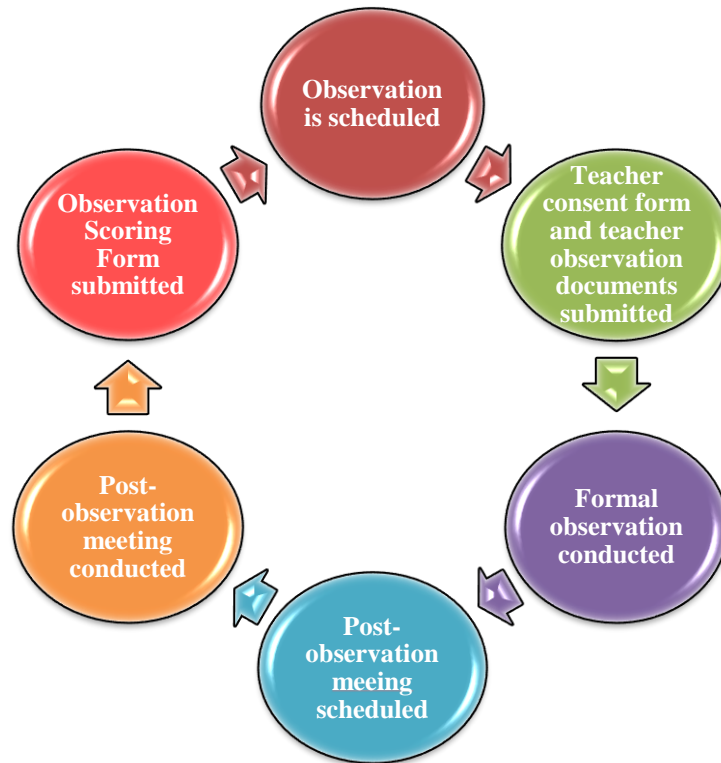 Observation
is scheduled
Teacher
consent form
and teacher
observation
documents
submitted
Formal
observation
conducted
Post-
observation
meeing
scheduled
Post-
observation
meeting
conducted
Observation
Scoring
Form
submitted